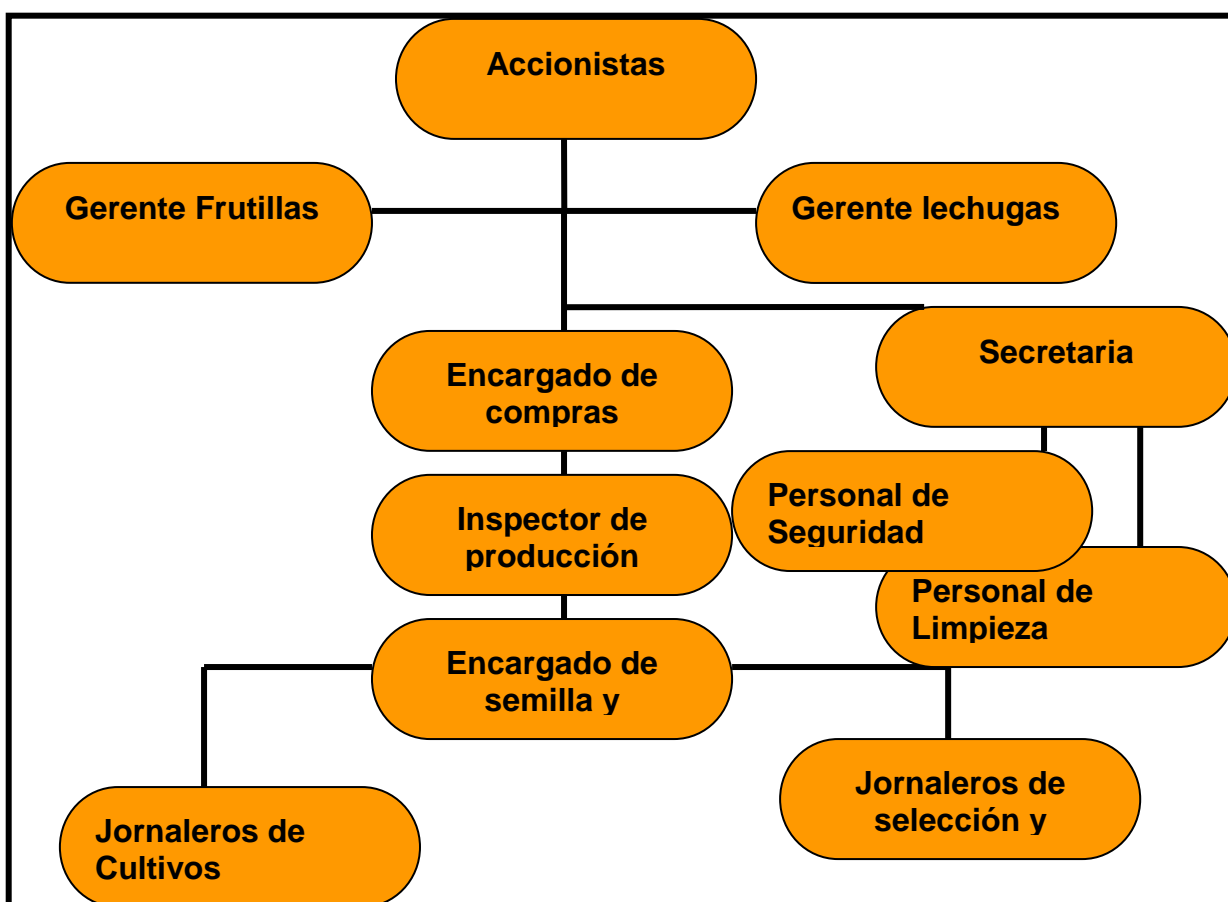 Accionistas
Gerente Frutillas
Gerente lechugas
Encargado de
compras
Secretaria
Inspector de
producción
Personal de
Seguridad
Personal de
Limpieza
Encargado de
semilla y
Jornaleros de
selección y
Jornaleros de
Cultivos